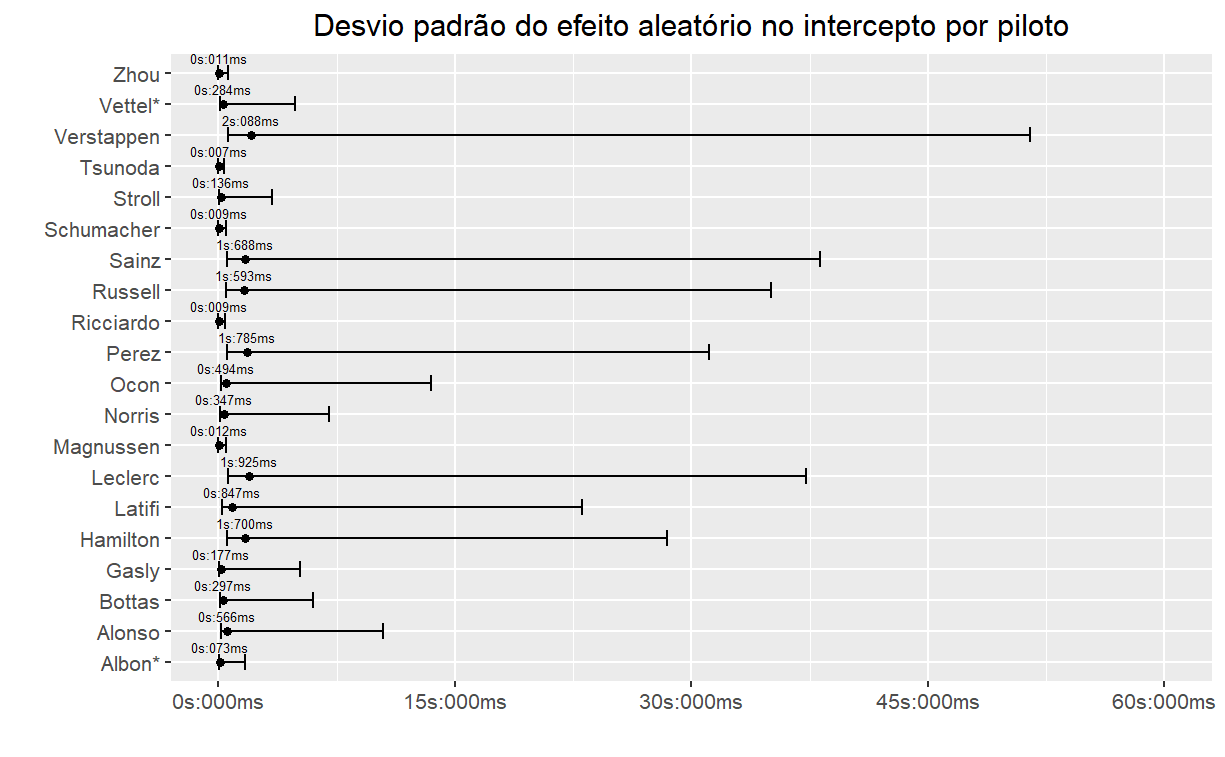 Desvio padrão do efeito aleatório no intercepto por piloto
Zhou 0s:011ms
Vettel* 0s:284ms
Verstappen 2s:088ms
Tsunoda 0s:007ms
Stroll 0s:136ms
Schumacher 0s:009ms
Sainz 1s:688ms
Russell 1s:593ms
Ricciardo 0s:009ms
Perez 1s:785ms
Ocon 0s:494ms
Norris 0s:347ms
Magnussen 0s:012ms
Leclerc 1s:925ms
Latifi 0s:847ms
Hamilton 1s:700ms
Gasly 0s:177ms
Bottas 0s:297ms
Alonso 0s:566ms
Albon* 0s:073ms
0s:000ms 15s:000ms 30s:000ms 45s:000ms 60s:000ms